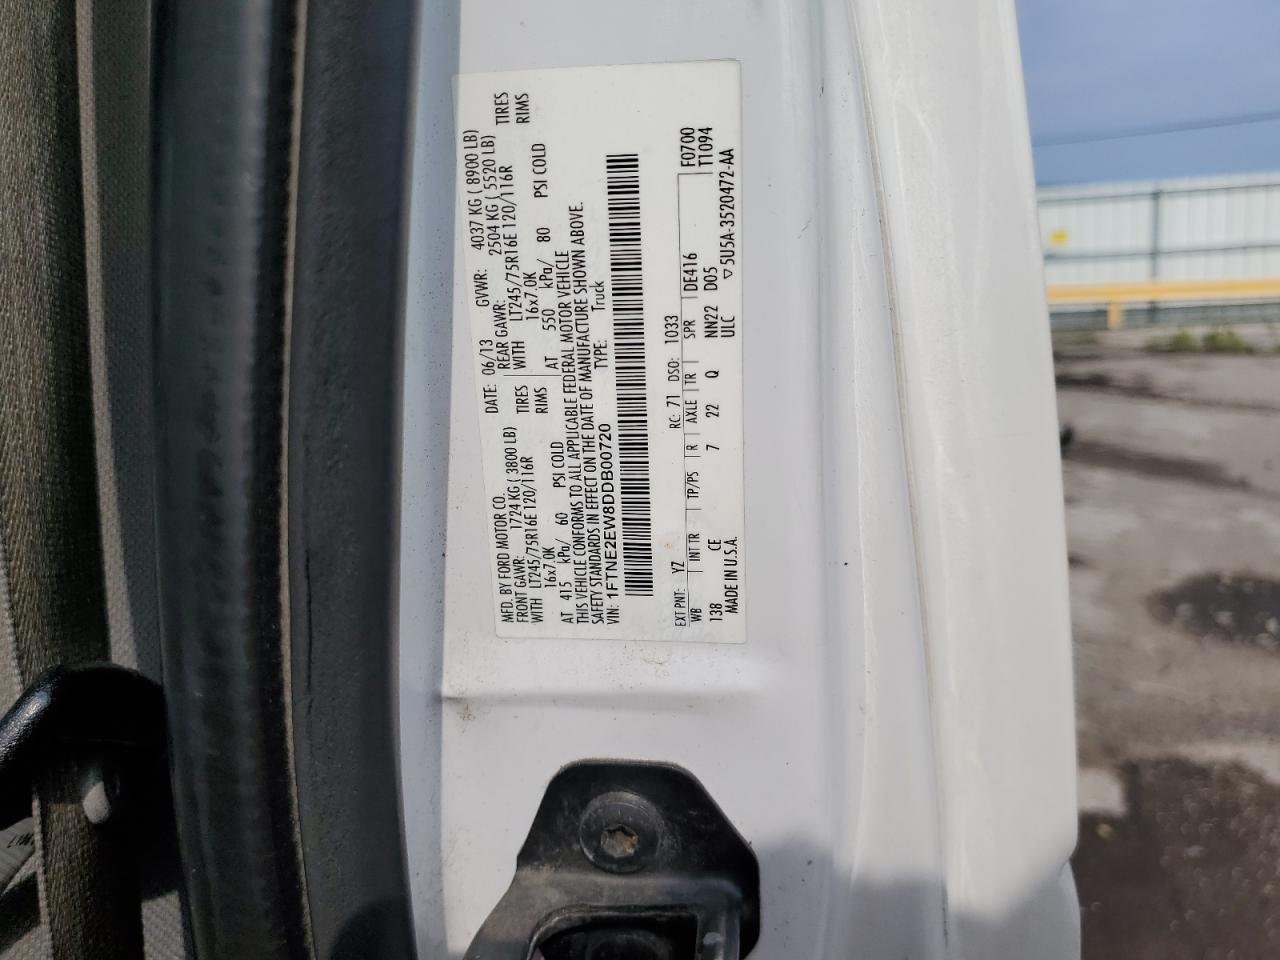 MFD. BY FORD MOTOR CO.
DATE: 06/13 GVWR: 4037 KG ( 8900 LB)
FRONT GAWR: 1724 KG ( 3800 LB)
REAR GAWR: 2504 KG ( 5520 LB)
WITH LT245/75R16E 120/116R TIRES
WITH LT245/75R16E 120/116R TIRES
16x7.0K RIMS
16x7.0K RIMS
AT 415 kPa/ 60 PSI COLD
AT 550 kPa/ 80 PSI COLD
THIS VEHICLE CONFORMS TO ALL APPLICABLE FEDERAL MOTOR VEHICLE
SAFETY STANDARDS IN EFFECT ON THE DATE OF MANUFACTURE SHOWN ABOVE.
VIN: 1FTNE2EW8DDB00720
TYPE: Truck
EXT PNT: YZ RC: 71 DSO: 1033 F0700
WB INT TR TP/PS R AXLE TR SPR DE416 T1094
138 CE 7 22 Q NN22 D05
MADE IN U.S.A. ULC ▽ 5U5A-3520472-AA